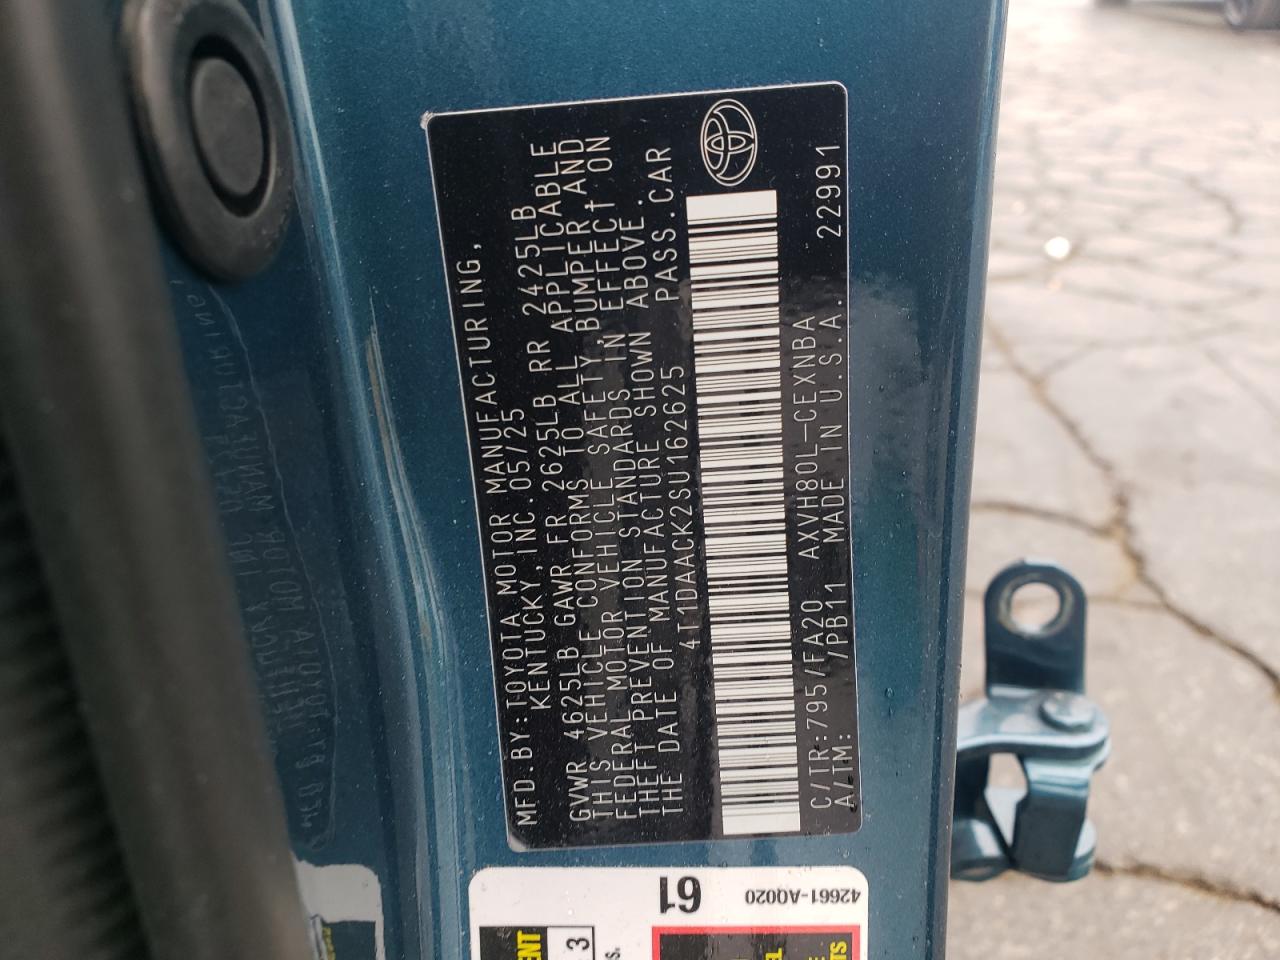 MFD.BY:TOYOTA MOTOR MANUFACTURING,
KENTUCKY, INC. 05/25
GVWR 4625LB GAWR FR 2625LB RR 2425LB
THIS VEHICLE CONFORMS TO ALL APPLICABLE
FEDERAL MOTOR VEHICLE SAFETY, BUMPER, AND
THEFT PREVENTION STANDARDS IN EFFECT ON
THE DATE OF MANUFACTURE SHOWN ABOVE.
4T1DAACK2SU162625 PASS.CAR
C/TR:795/FA20 AXVH80L-CEXNBA
A/TM: /PB11 MADE IN U.S.A. 22991
61
42661-AQ020
3